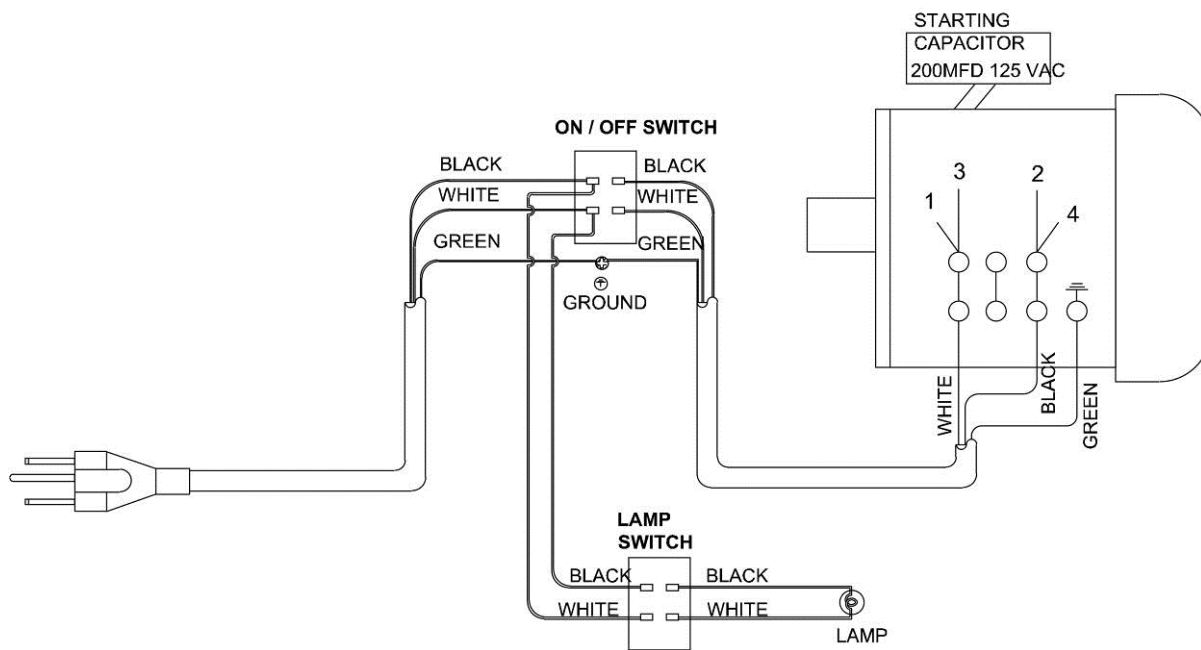 STARTING
CAPACITOR
200MFD 125 VAC
ON / OFF SWITCH
BLACK
BLACK
WHITE
WHITE
GREEN
GREEN
GROUND
3
2
1
4
WHITE
BLACK
GREEN
LAMP
SWITCH
BLACK
BLACK
WHITE
WHITE
LAMP